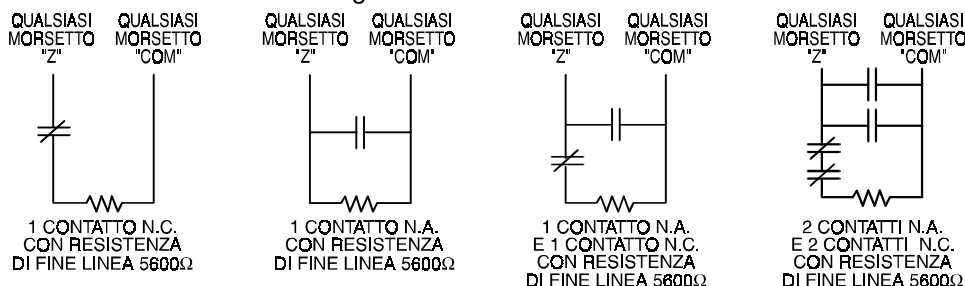 QUALSIASI MORSETTO "Z"
QUALSIASI MORSETTO "COM"
1 CONTATTO N.C.
CON RESISTENZA
DI FINE LINEA 5600Ω
QUALSIASI MORSETTO "Z"
QUALSIASI MORSETTO "COM"
1 CONTATTO N.A.
CON RESISTENZA
DI FINE LINEA 5600Ω
QUALSIASI MORSETTO "Z"
QUALSIASI MORSETTO "COM"
1 CONTATTO N.A.
E 1 CONTATTO N.C.
CON RESISTENZA
DI FINE LINEA 5600Ω
QUALSIASI MORSETTO "Z"
QUALSIASI MORSETTO "COM"
2 CONTATTI N.A.
E 2 CONTATTI N.C.
CON RESISTENZA
DI FINE LINEA 5600Ω